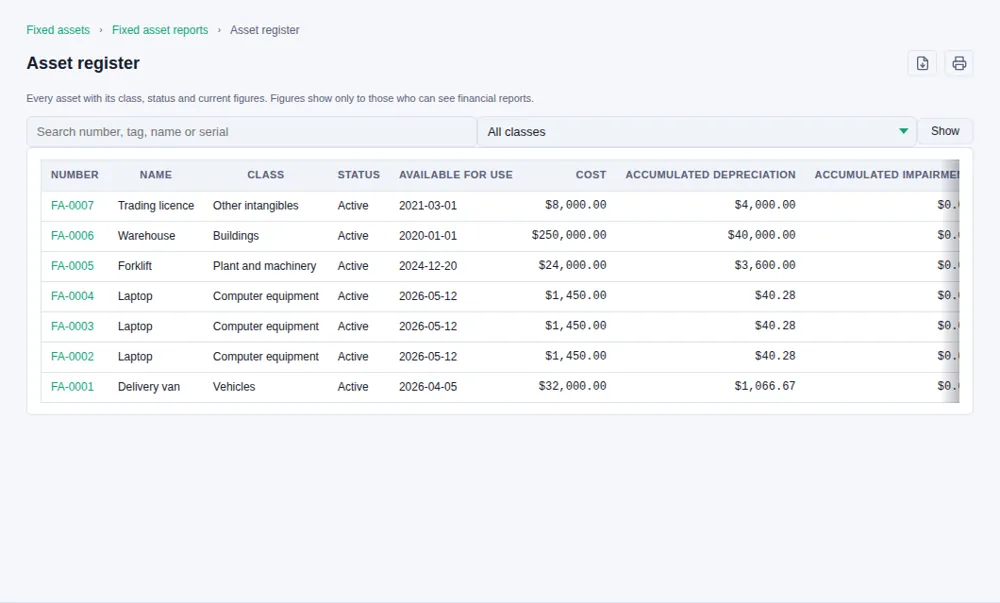 Fixed assets › Fixed asset reports › Asset register
Asset register
Every asset with its class, status and current figures. Figures show only to those who can see financial reports.
Search number, tag, name or serial All classes Show
NUMBER NAME CLASS STATUS AVAILABLE FOR USE COST ACCUMULATED DEPRECIATION ACCUMULATED
FA-0007 Trading licence Other intangibles Active 2021-03-01 $8,000.00 $4,000.00
FA-0006 Warehouse Buildings Active 2020-01-01 $250,000.00 $40,000.00
FA-0005 Forklift Plant and machinery Active 2024-12-20 $24,000.00 $3,600.00
FA-0004 Laptop Computer equipment Active 2026-05-12 $1,450.00 $40.28
FA-0003 Laptop Computer equipment Active 2026-05-12 $1,450.00 $40.28
FA-0002 Laptop Computer equipment Active 2026-05-12 $1,450.00 $40.28
FA-0001 Delivery van Vehicles Active 2026-04-05 $32,000.00 $1,066.67